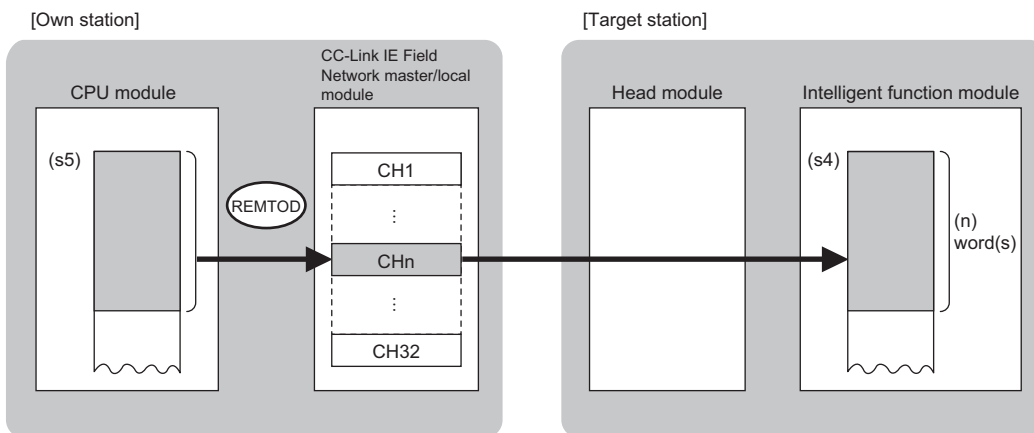 [Own station]
[Target station]
CC-Link IE Field
Network master/local
module
CPU module
Head module
Intelligent function module
(s5)
(s4)
CH1
REMTOD
⋮
(n)
word(s)
CHn
⋮
CH32